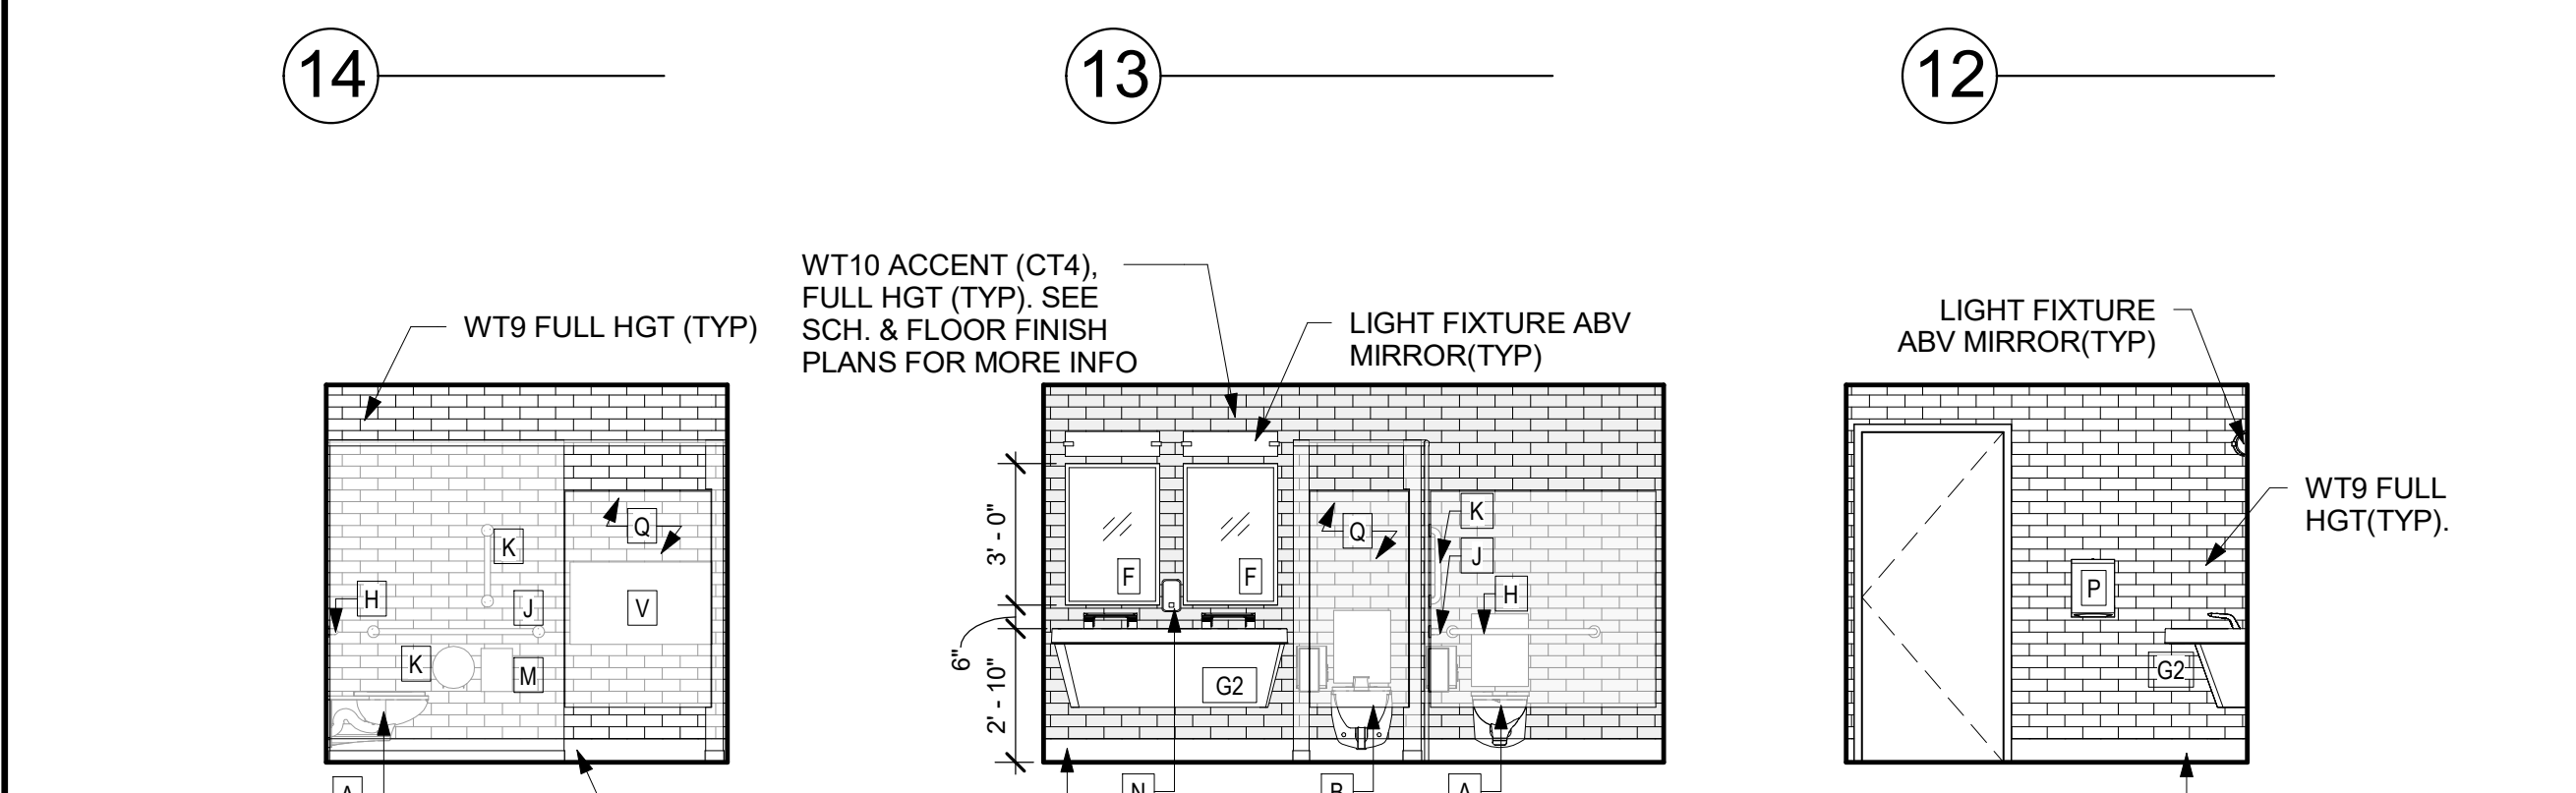 14
13
12
WT10 ACCENT (CT4),
FULL HGT (TYP). SEE
SCH. & FLOOR FINISH
PLANS FOR MORE INFO
WT9 FULL HGT (TYP)
LIGHT FIXTURE ABV
MIRROR(TYP)
LIGHT FIXTURE
ABV MIRROR(TYP)
WT9 FULL
HGT(TYP).
Q
K
H
J
V
K
M
A
3' - 0"
6"
2' - 10"
F
F
G2
Q
K
J
H
N
B
A
P
G2